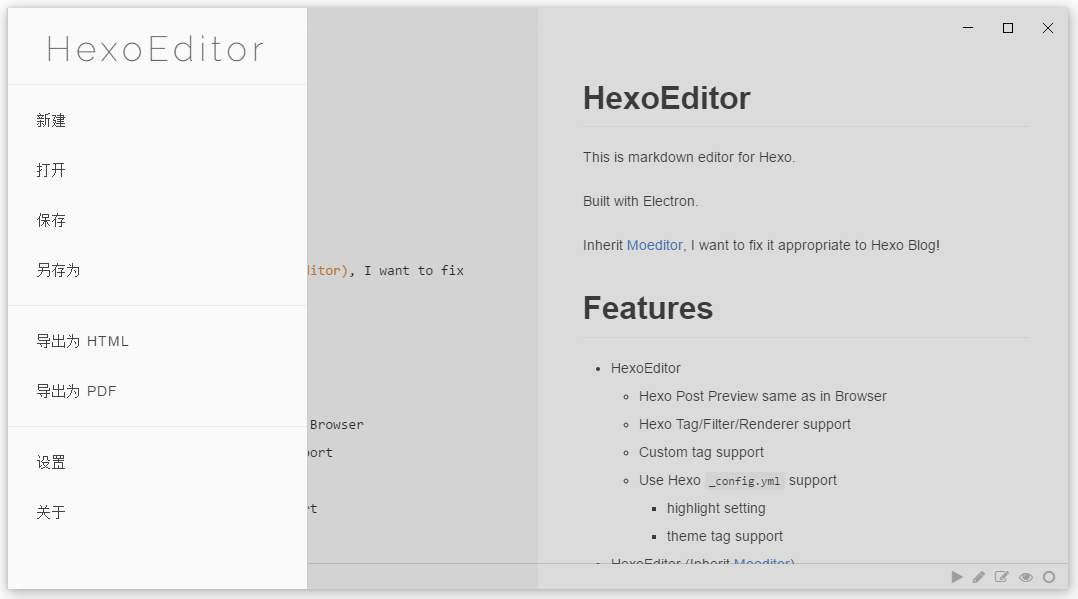 HexoEditor
新建
打开
保存
另存为
导出为 HTML
导出为 PDF
设置
关于
itor), I want to fix
Browser
HexoEditor
This is markdown editor for Hexo.
Built with Electron.
Inherit Moeditor, I want to fix it appropriate to Hexo Blog!
Features
• HexoEditor
◦ Hexo Post Preview same as in Browser
◦ Hexo Tag/Filter/Renderer support
◦ Custom tag support
◦ Use Hexo _config.yml support
▪ highlight setting
▪ theme tag support
• HexoEditor (Inherit Moeditor)